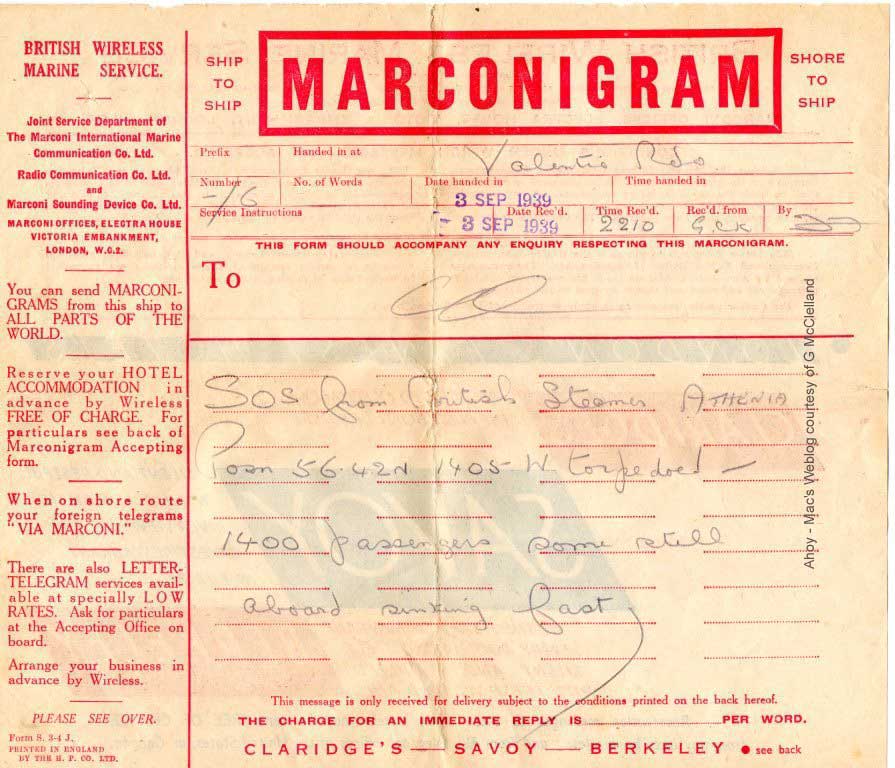 BRITISH WIRELESS
MARINE SERVICE.
Joint Service Department of
The Marconi International Marine
Communication Co. Ltd.
Radio Communication Co. Ltd.
and
Marconi Sounding Device Co. Ltd.
MARCONI OFFICES, ELECTRA HOUSE
VICTORIA EMBANKMENT,
LONDON, W.C.2.
You can send MARCONI-
GRAMS from this ship to
ALL PARTS OF THE
WORLD.
Reserve your HOTEL
ACCOMMODATION in
advance by Wireless
FREE OF CHARGE. For
particulars see back of
Marconigram Accepting
form.
When on shore route
your foreign telegrams
"VIA MARCONI."
There are also LETTER-
TELEGRAM services avail-
able at specially LOW
RATES. Ask for particulars
at the Accepting Office on
board.
Arrange your business in
advance by Wireless.
PLEASE SEE OVER.
Form S. 3-4 J.
PRINTED IN ENGLAND
BY THE H. P. CO. LTD.
SHIP
TO
SHIP
MARCONIGRAM
SHORE
TO
SHIP
Prefix Handed in at Valentia Rdo.
Number No. of Words Date handed in Time handed in
-/6 3 SEP 1939
Service Instructions Date Rec'd. Time Rec'd. Rec'd. from By
- 3 SEP 1939 2210 GCK
THIS FORM SHOULD ACCOMPANY ANY ENQUIRY RESPECTING THIS MARCONIGRAM.
To
SOS from British Steamer ATHENIA
Posn 56.42N 1405 W torpedoed —
1400 passengers some still
aboard sinking fast
This message is only received for delivery subject to the conditions printed on the back hereof.
THE CHARGE FOR AN IMMEDIATE REPLY IS PER WORD.
CLARIDGE'S — SAVOY — BERKELEY ● see back
Ahoy - Mac's Weblog courtesy of G McClelland